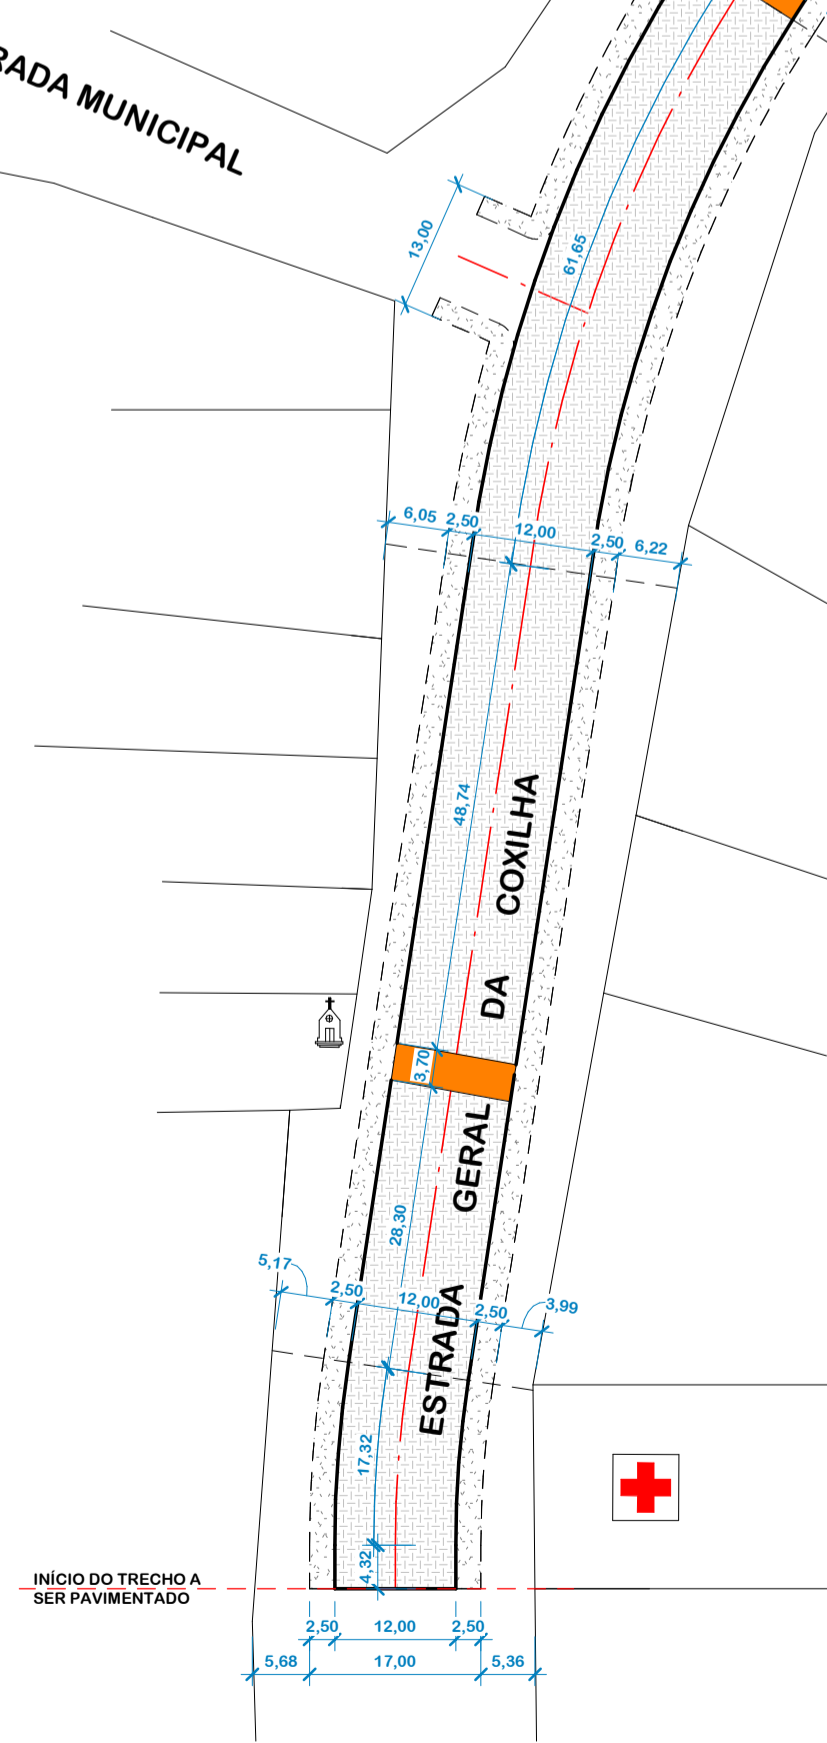 RADA MUNICIPAL
13,00
61,65
6,05 2,50 12,00 2,50 6,22
48,74
COXILHA
DA
3,70
GERAL
28,30
5,17 2,50 12,00 2,50 3,99
ESTRADA
17,32
4,32
INÍCIO DO TRECHO A
SER PAVIMENTADO
2,50 12,00 2,50
5,68 17,00 5,36